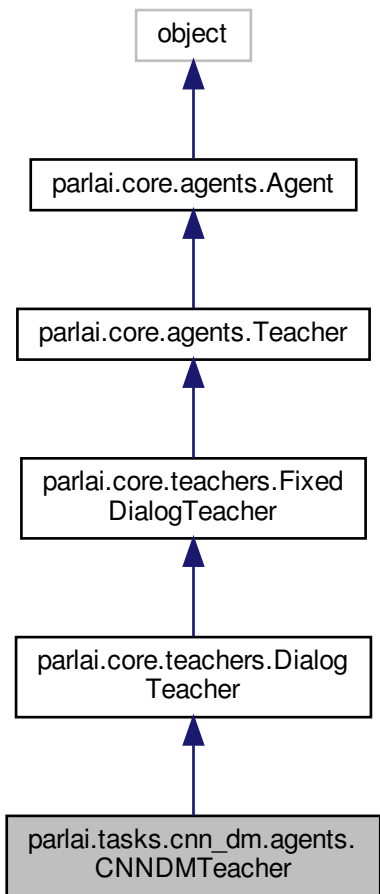 object
parlai.core.agents.Agent
parlai.core.agents.Teacher
parlai.core.teachers.Fixed
DialogTeacher
parlai.core.teachers.Dialog
Teacher
parlai.tasks.cnn_dm.agents.
CNNDMTeacher